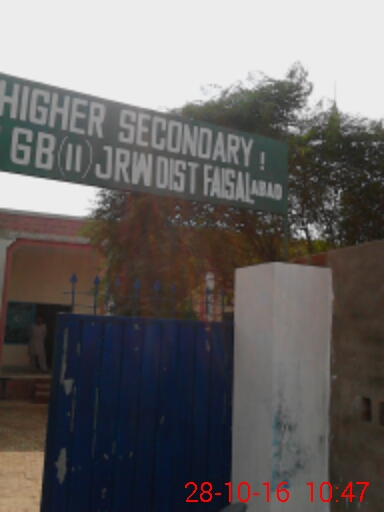 HIGHER SECONDARY !
GB (11) JRW DIST FAISALABAD
28-10-16 10:47